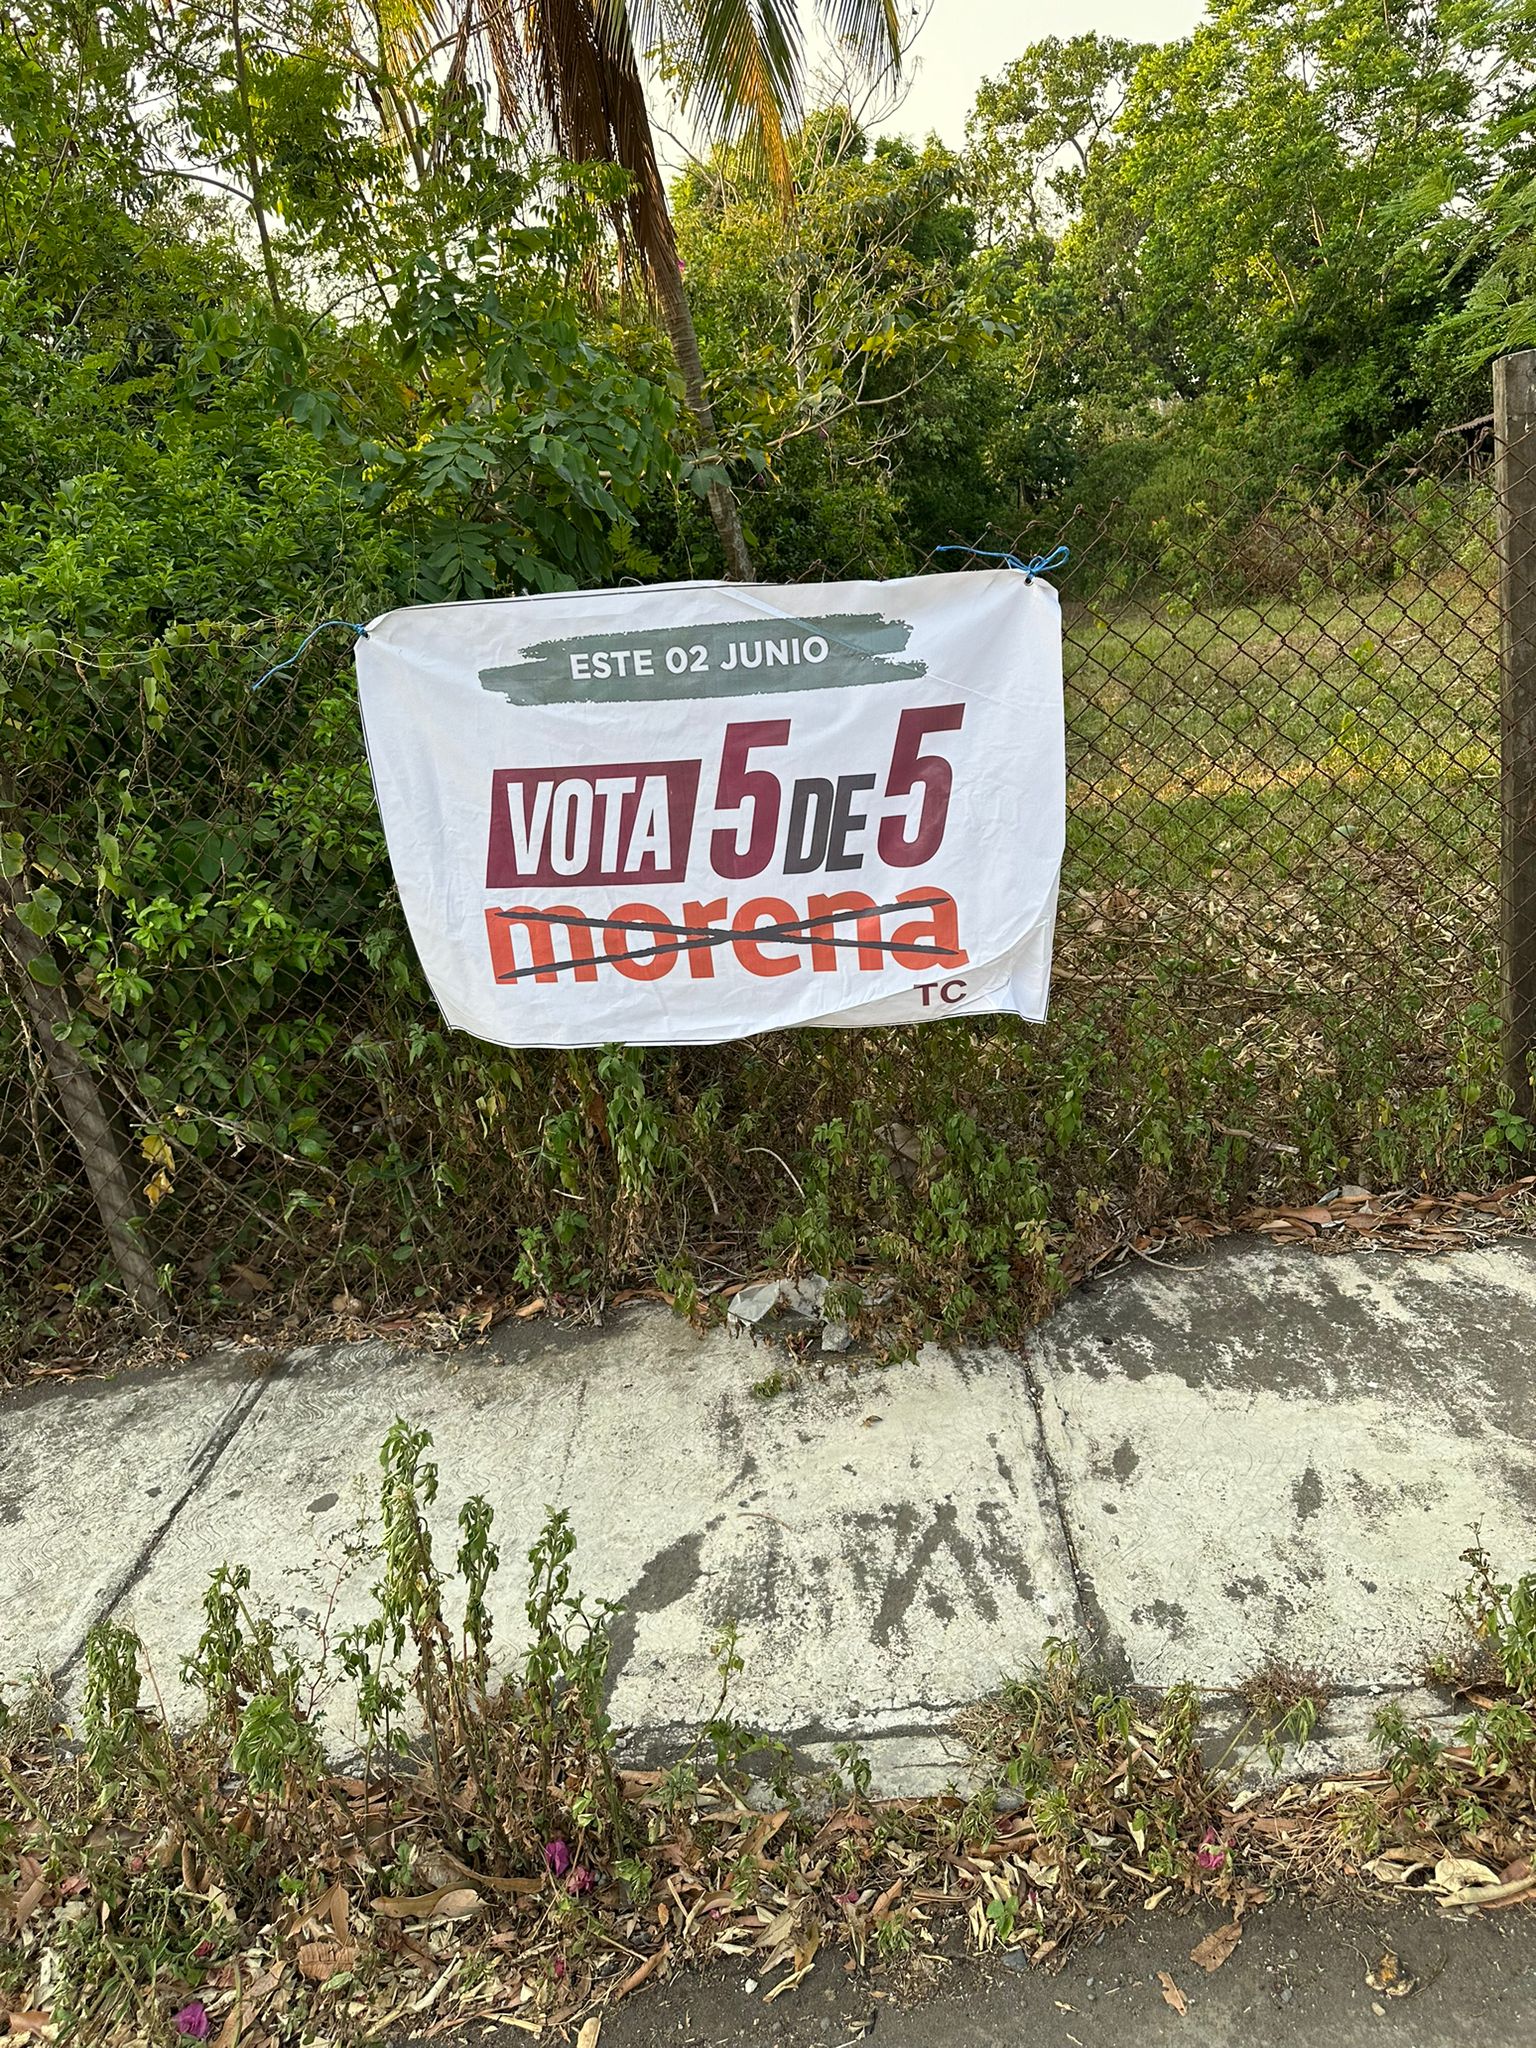 ESTE 02 JUNIO
VOTA 5 DE 5
morena
TC